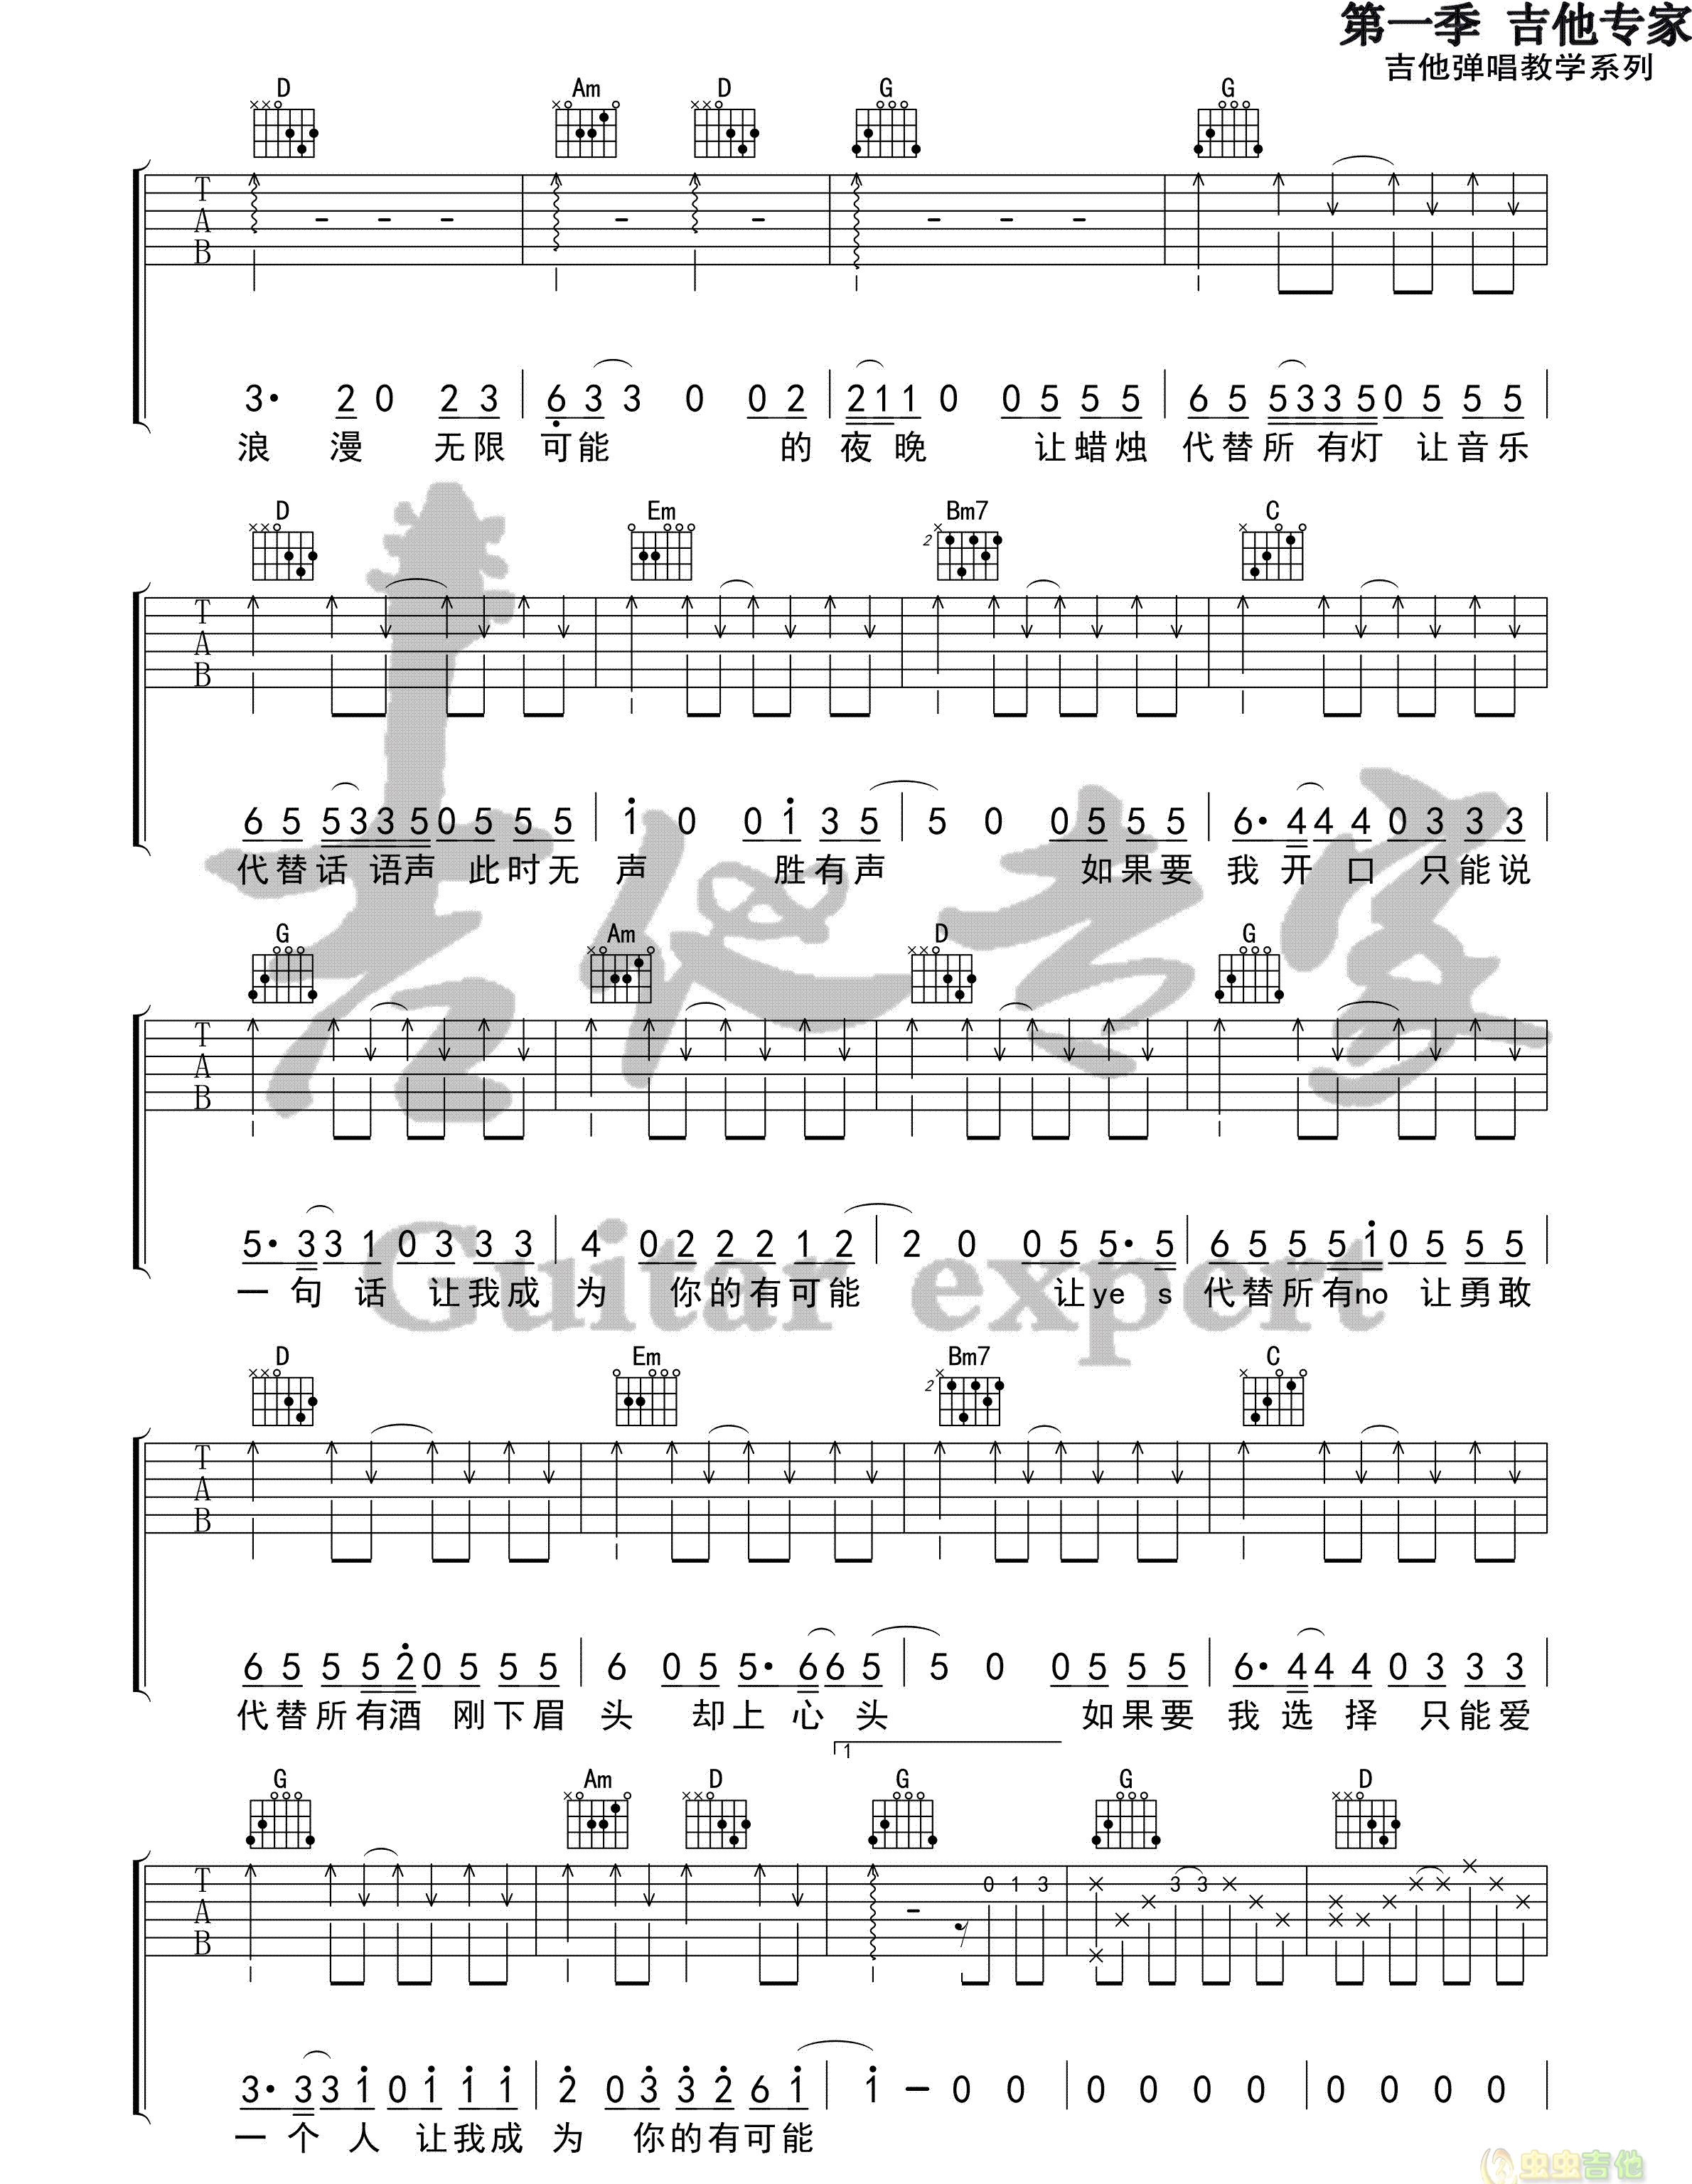 第一季 吉他专家
吉他弹唱教学系列
D Am D G G
T
A
B
3· 2 0 2 3 | 6 3 3 0 0 2 | 2 1 1 0 0 5 5 5 | 6 5 5 3 3 5 0 5 5 5 |
浪 漫 无限 可能 的 夜 晚 让蜡烛 代替所 有灯 让音乐
D Em Bm7 C
2
T
A
B
6 5 5 3 3 5 0 5 5 5 | 1 0 0 1 3 5 | 5 0 0 5 5 5 | 6· 4 4 4 0 3 3 3 |
代替话 语声 此时无 声 胜有声 如果要 我 开 口 只能说
G Am D G
T
A
B
5· 3 3 1 0 3 3 3 | 4 0 2 2 2 1 2 | 2 0 0 5 5· 5 | 6 5 5 5 1 0 5 5 5 |
一 句 话 让我成 为 你的有可能 让ye s 代替所有no 让勇敢
吉他专家
Guitar expert
D Em Bm7 C
2
T
A
B
6 5 5 5 2 0 5 5 5 | 6 0 5 5· 6 6 5 | 5 0 0 5 5 5 | 6· 4 4 4 0 3 3 3 |
代替所有酒 刚下眉 头 却上 心 头 如果要 我 选 择 只能爱
1
G Am D G G D
T
A
B
0 1 3 3 3
3· 3 3 1 0 1 1 1 | 2 0 3 3 2 6 1 | 1 - 0 0 | 0 0 0 0 | 0 0 0 0 |
一 个 人 让我成 为 你的有可能
虫虫吉他